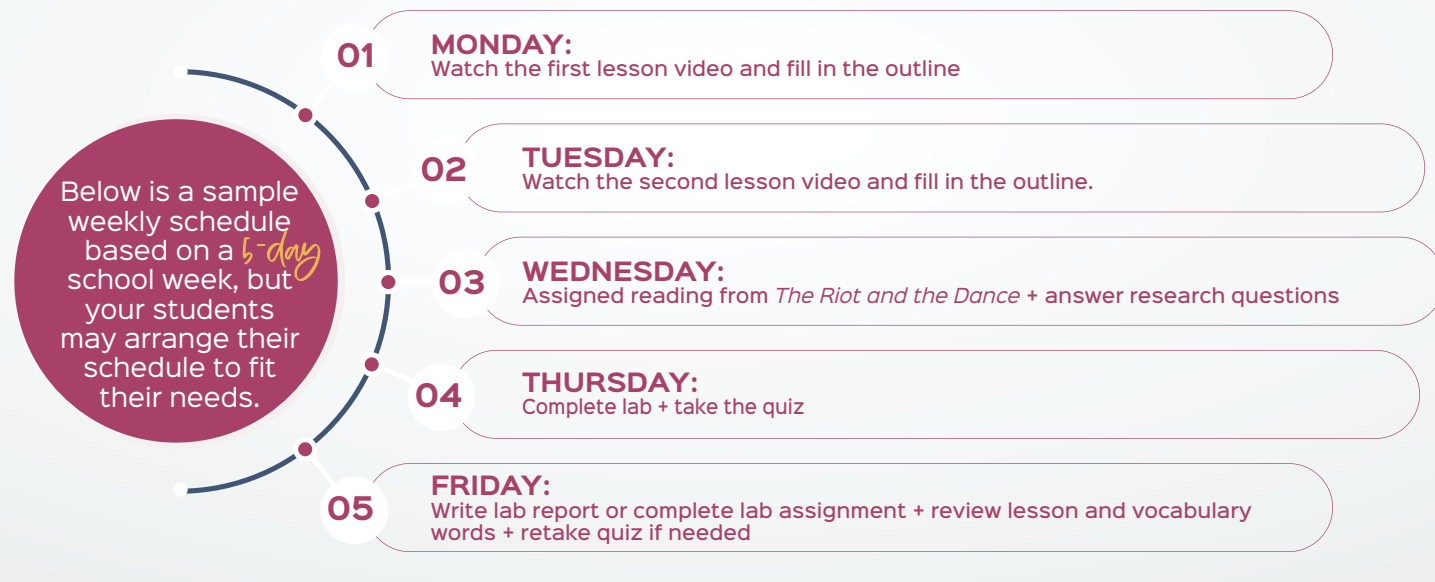 Below is a sample
weekly schedule
based on a 5-day
school week, but
your students
may arrange their
schedule to fit
their needs.
01
MONDAY:
Watch the first lesson video and fill in the outline
02
TUESDAY:
Watch the second lesson video and fill in the outline.
03
WEDNESDAY:
Assigned reading from The Riot and the Dance + answer research questions
04
THURSDAY:
Complete lab + take the quiz
05
FRIDAY:
Write lab report or complete lab assignment + review lesson and vocabulary
words + retake quiz if needed